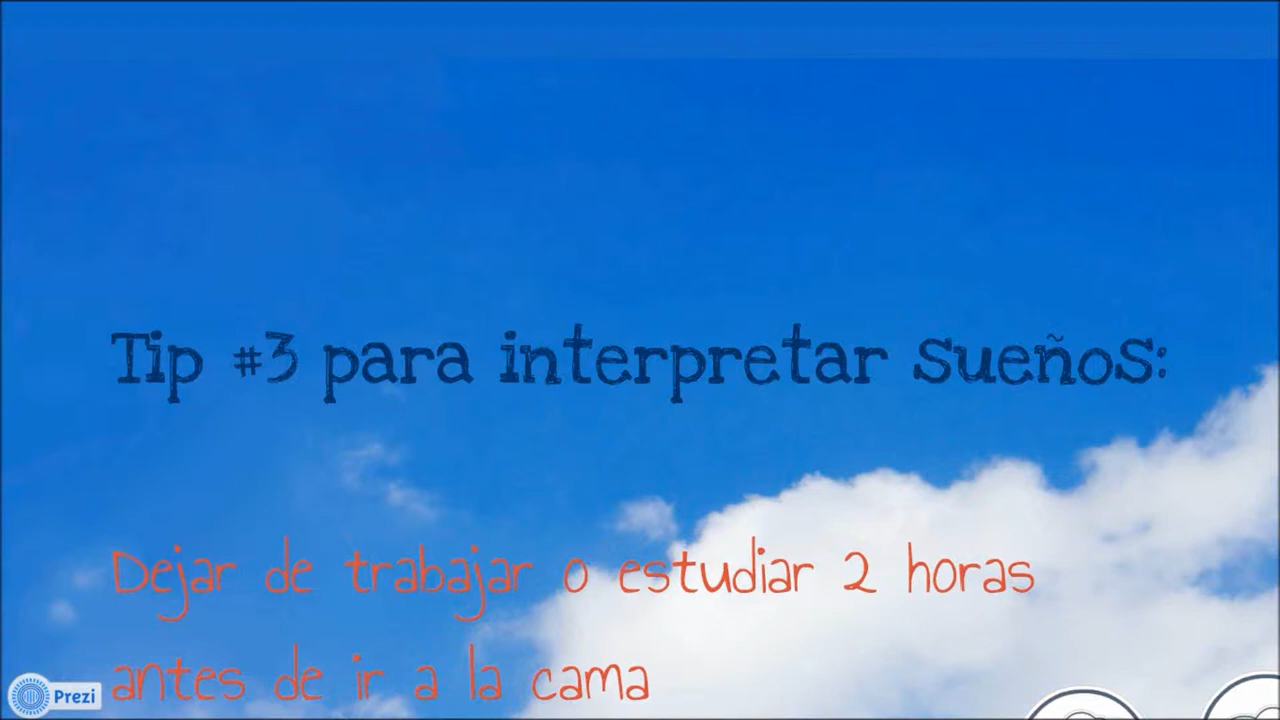 Tip #3 para interpretar sueños:
Dejar de trabajar o estudiar 2 horas
antes de ir a la cama
Prezi